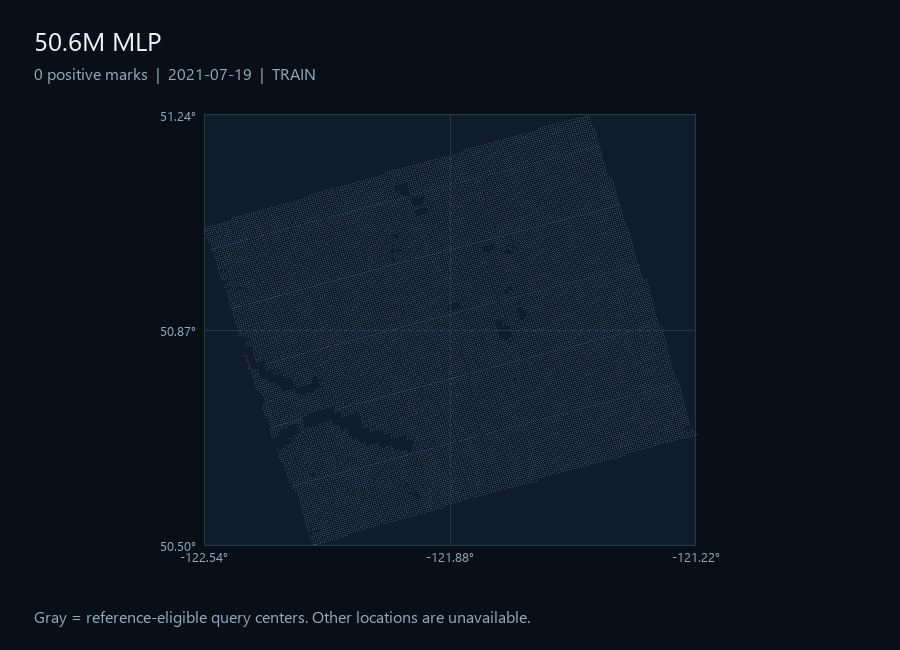 50.6M MLP
0 positive marks | 2021-07-19 | TRAIN
51.24°
50.87°
50.50°
-122.54° -121.88° -121.22°
Gray = reference-eligible query centers. Other locations are unavailable.